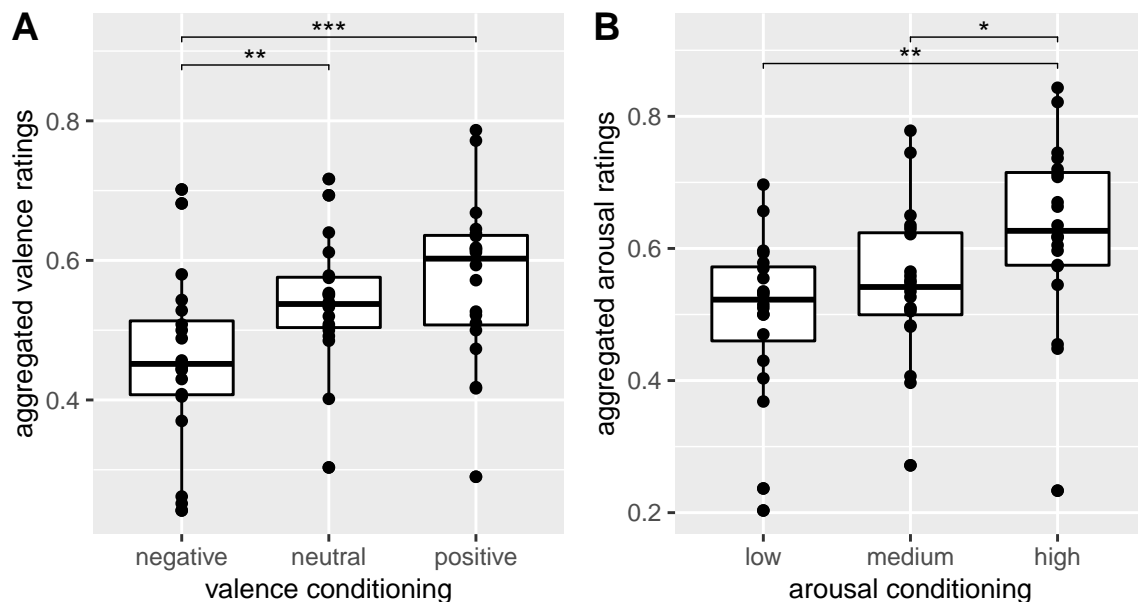 A
***
**
aggregated valence ratings
0.8
0.6
0.4
negative neutral positive
valence conditioning
B
*
**
aggregated arousal ratings
0.8
0.6
0.4
0.2
low medium high
arousal conditioning